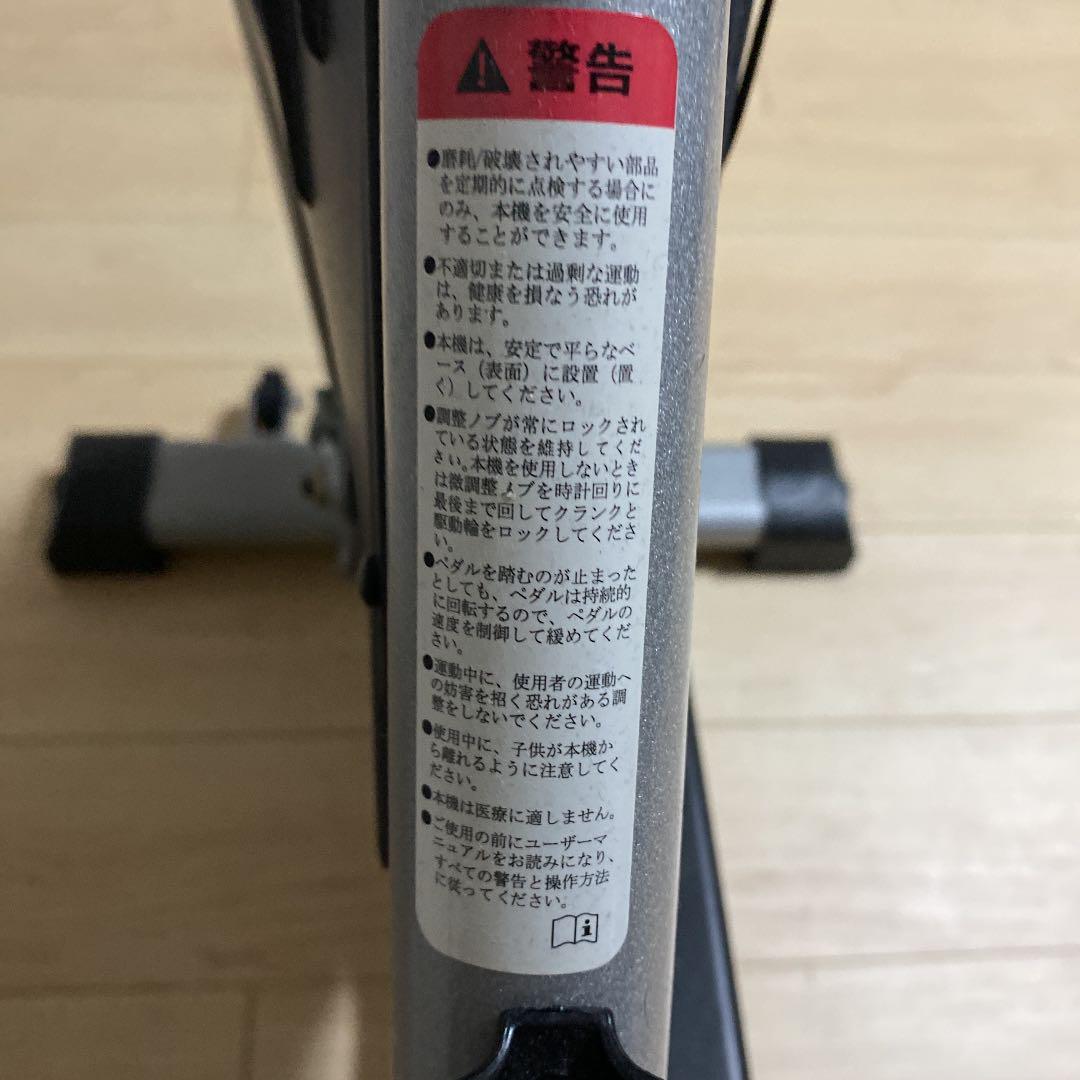 警告
●磨耗/破壊されやすい部品
を定期的に点検する場合に
のみ、本機を安全に使用
することができます。
●不適切または過剰な運動
は、健康を損なう恐れが
あります。
●本機は、安定で平らなベ
ース（表面）に設置（置
く）してください。
●調整ノブが常にロックされ
ている状態を維持してくだ
さい。本機を使用しないとき
は微調整ノブを時計回りに
最後まで回してクランクと
駆動輪をロックしてくださ
い。
●ペダルを踏むのが止まった
としても、ペダルは持続的
に回転するので、ペダルの
速度を制御して緩めてくだ
さい。
●運動中に、使用者の運動へ
の妨害を招く恐れがある調
整をしないでください。
●使用中に、子供が本機か
ら離れるように注意してく
ださい。
●本機は医療に適しません。
●ご使用の前にユーザーマ
ニュアルをお読みになり、
すべての警告と操作方法
に従ってください。